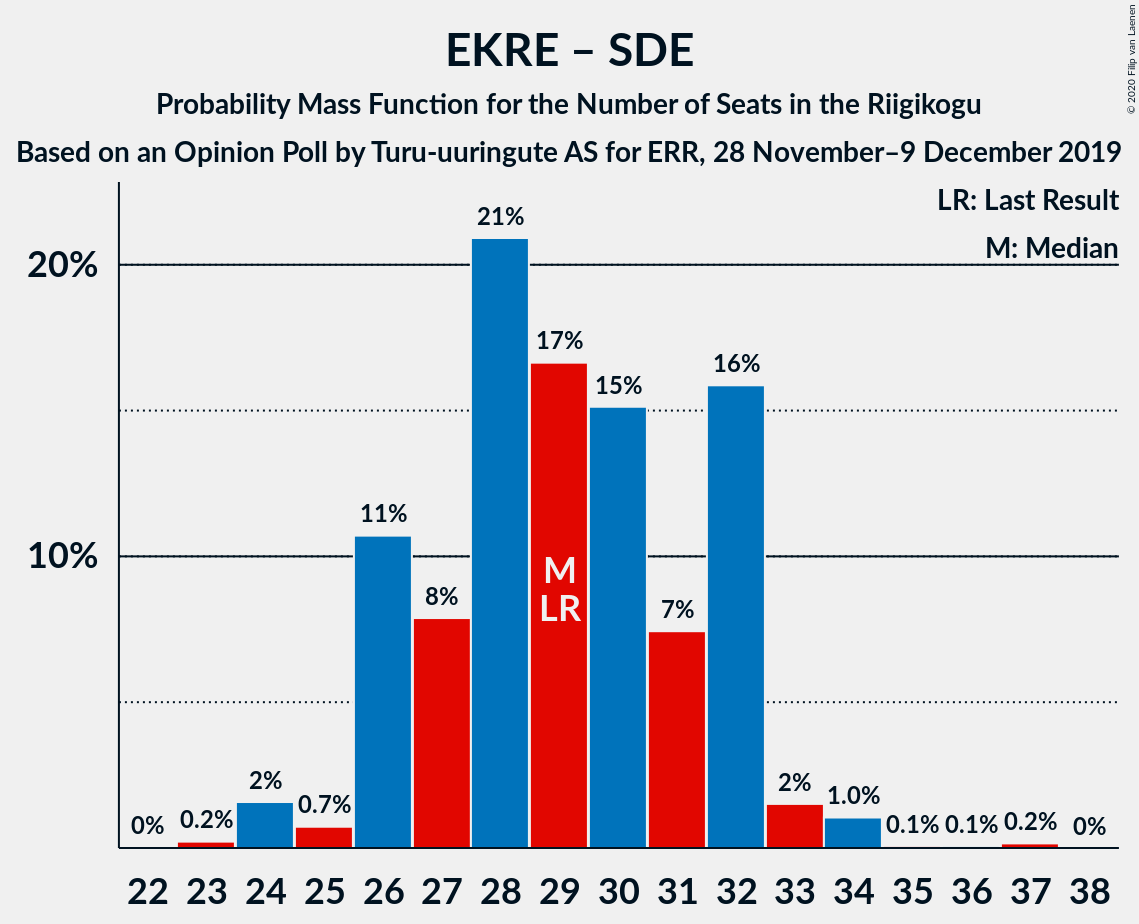 EKRE – SDE
Probability Mass Function for the Number of Seats in the Riigikogu
Based on an Opinion Poll by Turu-uuringute AS for ERR, 28 November–9 December 2019
© 2020 Filip van Laenen
LR: Last Result
M: Median
20%
10%
0% 0.2% 2% 0.7% 11% 8% 21% 17% 15% 7% 16% 2% 1.0% 0.1% 0.1% 0.2% 0%
M
LR
22 23 24 25 26 27 28 29 30 31 32 33 34 35 36 37 38